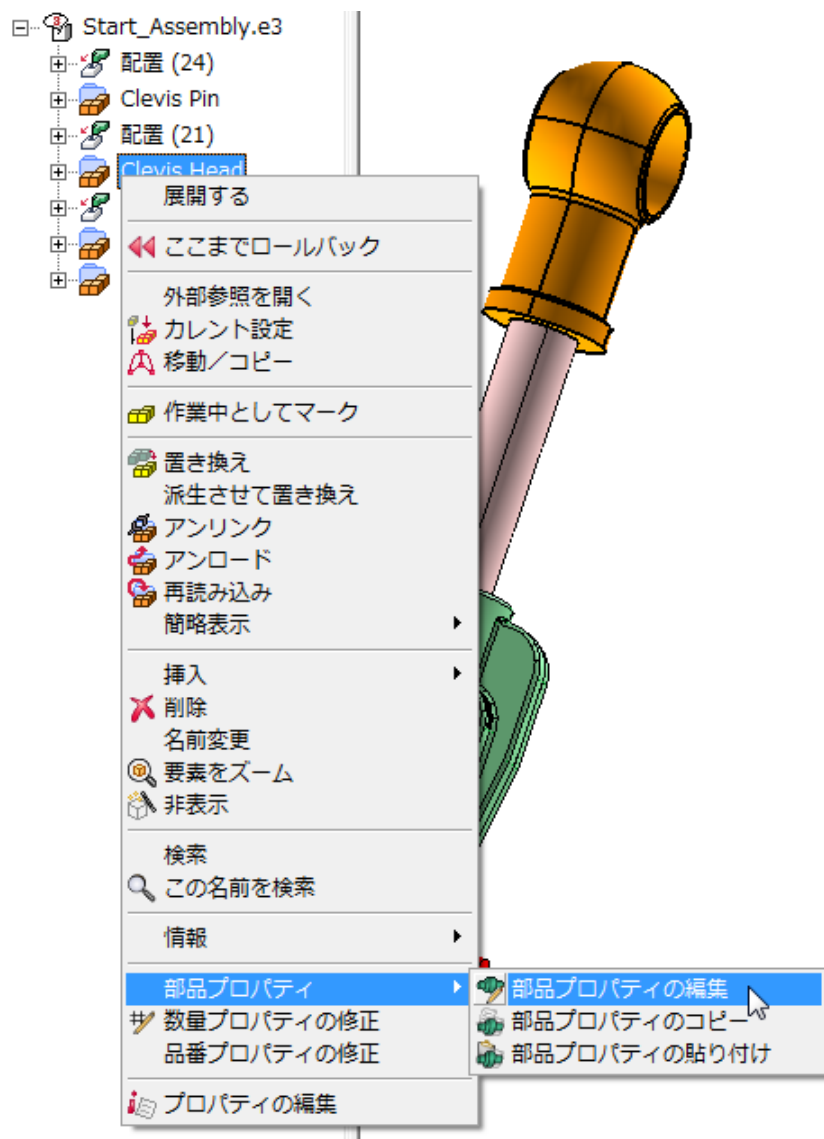 Start_Assembly.e3
配置 (24)
Clevis Pin
配置 (21)
Clevis Head
展開する
ここまでロールバック
外部参照を開く
カレント設定
移動／コピー
作業中としてマーク
置き換え
派生させて置き換え
アンリンク
アンロード
再読み込み
簡略表示
挿入
削除
名前変更
要素をズーム
非表示
検索
この名前を検索
情報
部品プロパティ
部品プロパティの編集
数量プロパティの修正
部品プロパティのコピー
品番プロパティの修正
部品プロパティの貼り付け
プロパティの編集